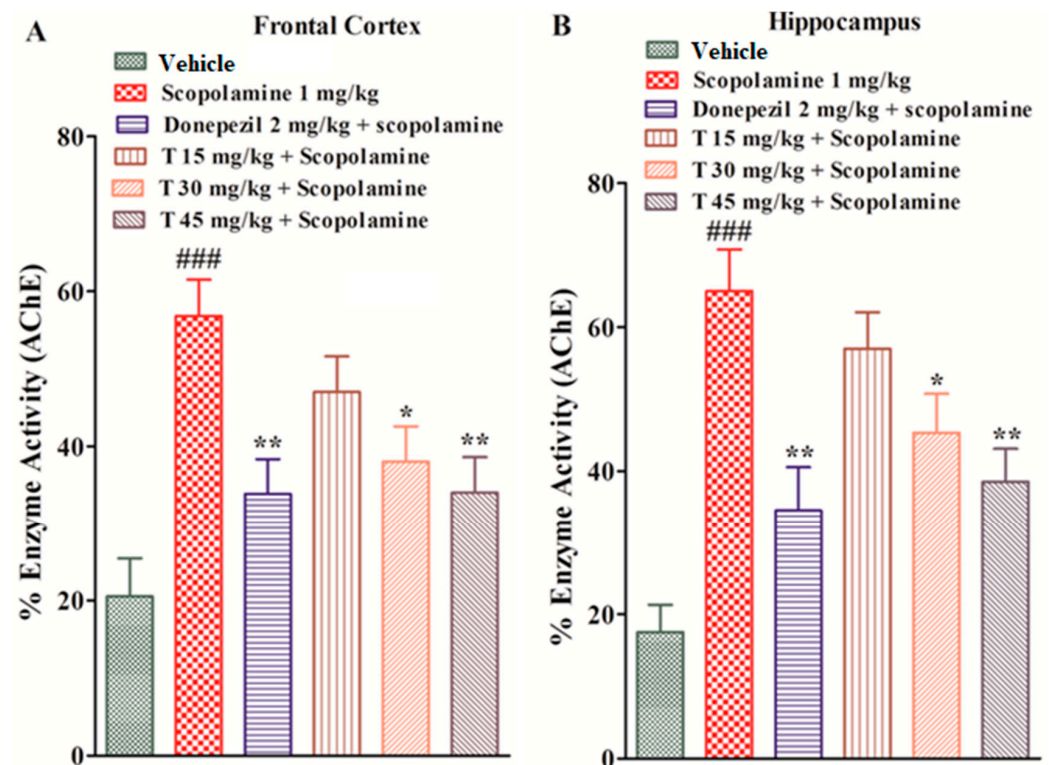 A
Frontal Cortex
Vehicle
Scopolamine 1 mg/kg
Donepezil 2 mg/kg + scopolamine
T 15 mg/kg + Scopolamine
T 30 mg/kg + Scopolamine
T 45 mg/kg + Scopolamine
% Enzyme Activity (AChE)
80
60
40
20
0
###
**
*
**
B
Hippocampus
Vehicle
Scopolamine 1 mg/kg
Donepezil 2 mg/kg + scopolamine
T 15 mg/kg + Scopolamine
T 30 mg/kg + Scopolamine
T 45 mg/kg + Scopolamine
% Enzyme Activity (AChE)
80
60
40
20
0
###
**
*
**